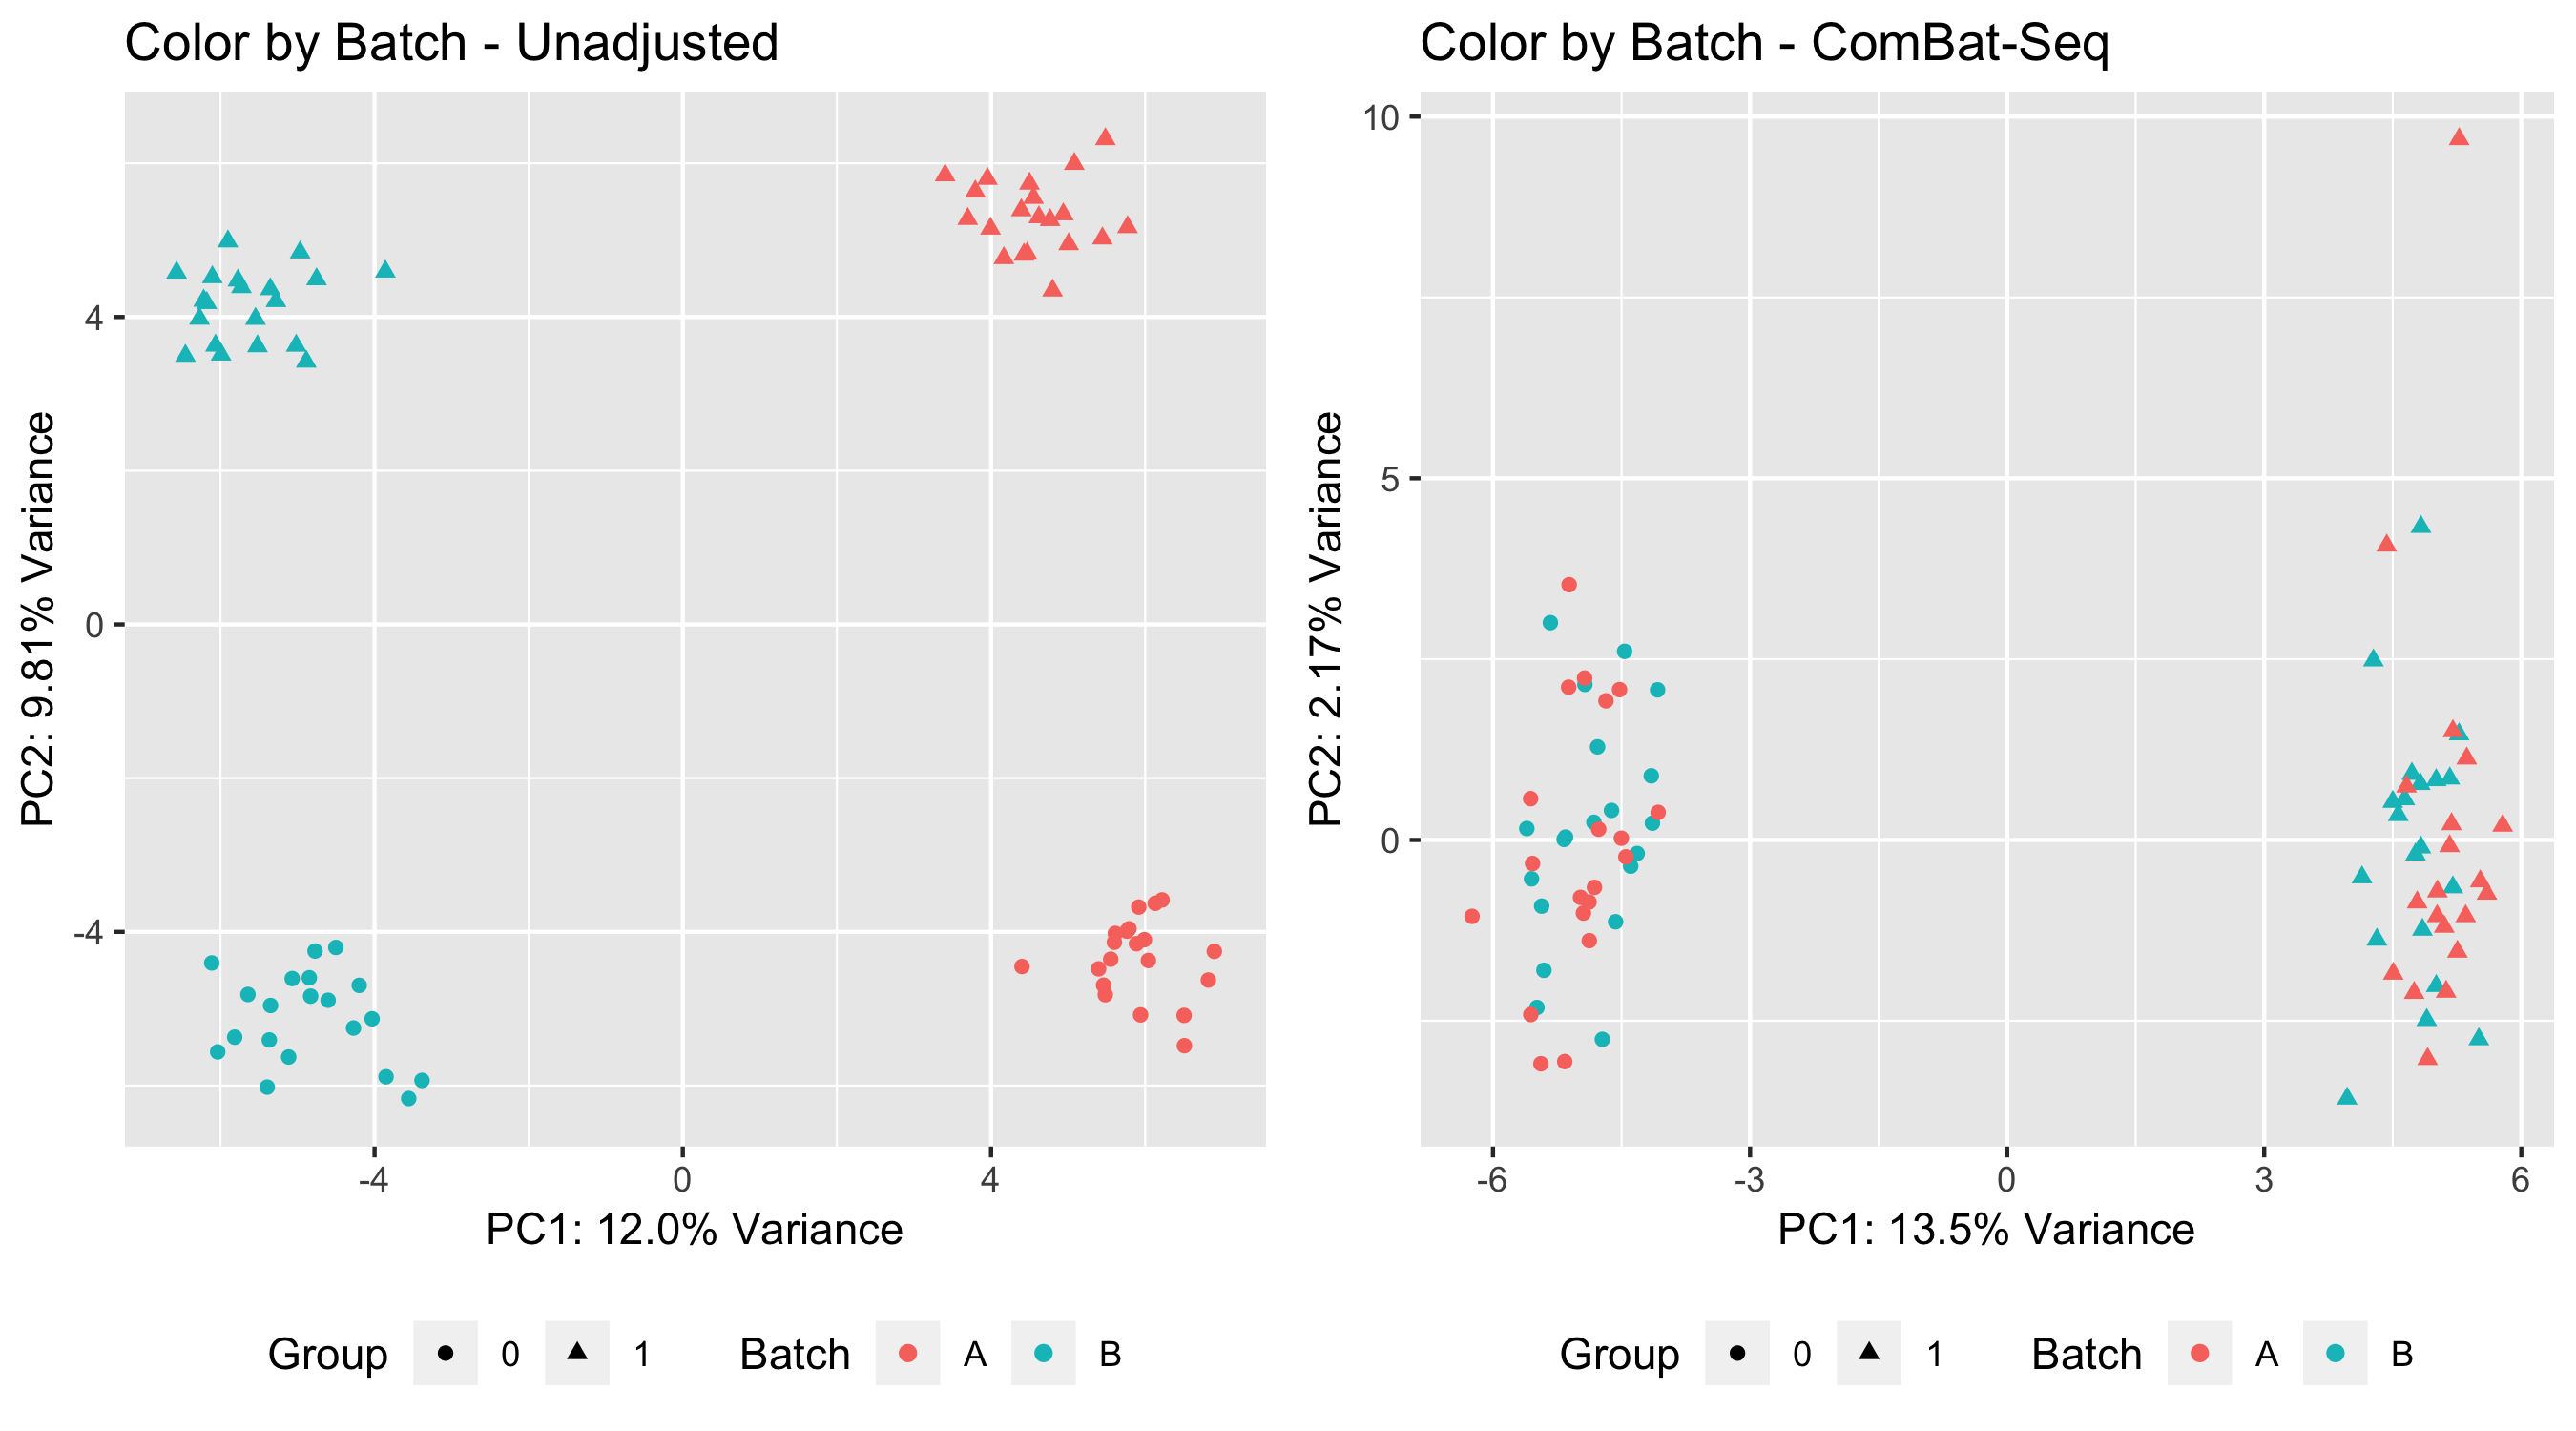 Color by Batch - Unadjusted
PC2: 9.81% Variance
4
0
-4
-4
0
4
PC1: 12.0% Variance
Group
0
1
Batch
A
B
Color by Batch - ComBat-Seq
PC2: 2.17% Variance
10
5
0
-6
-3
0
3
6
PC1: 13.5% Variance
Group
0
1
Batch
A
B